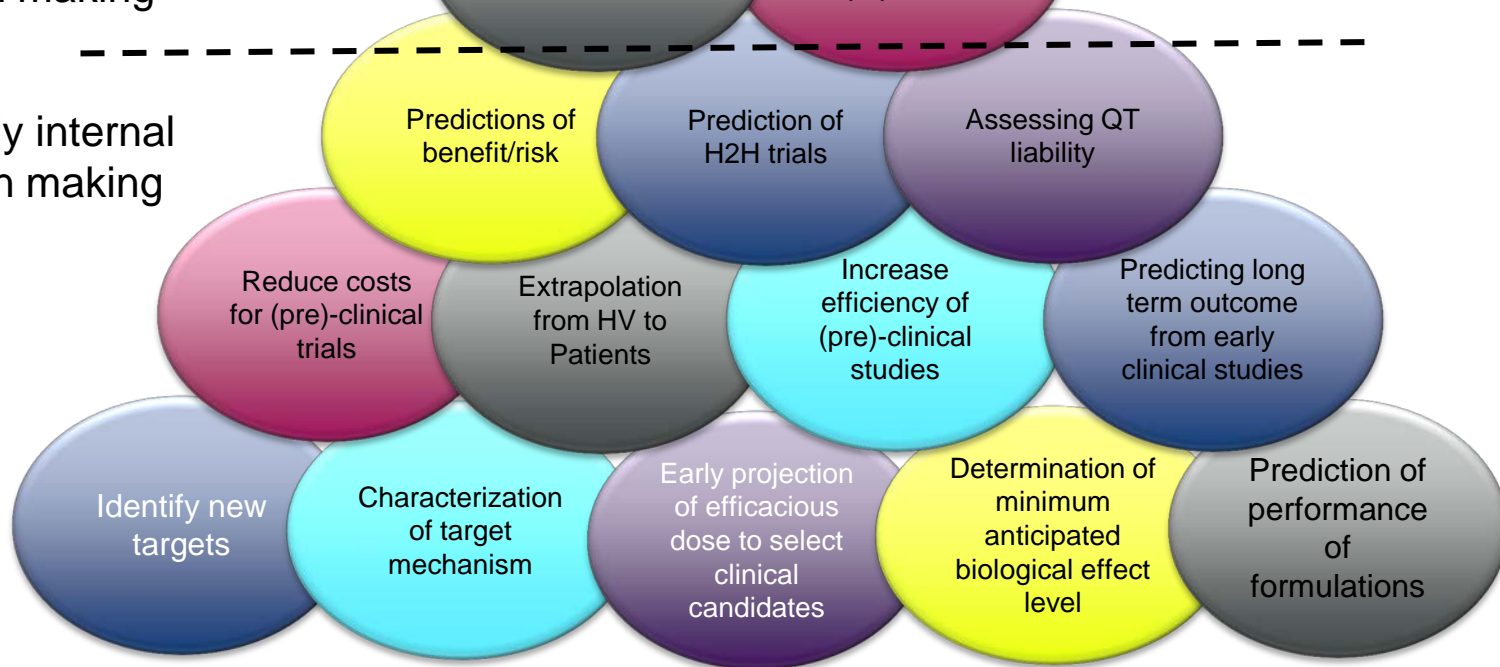 making
Predictions of
benefit/risk
Prediction of
H2H trials
Assessing QT
liability
y internal
n making
Reduce costs
for (pre)-clinical
trials
Extrapolation
from HV to
Patients
Increase
efficiency of
(pre)-clinical
studies
Predicting long
term outcome
from early
clinical studies
Identify new
targets
Characterization
of target
mechanism
Early projection
of efficacious
dose to select
clinical
candidates
Determination of
minimum
anticipated
biological effect
level
Prediction of
performance
of
formulations